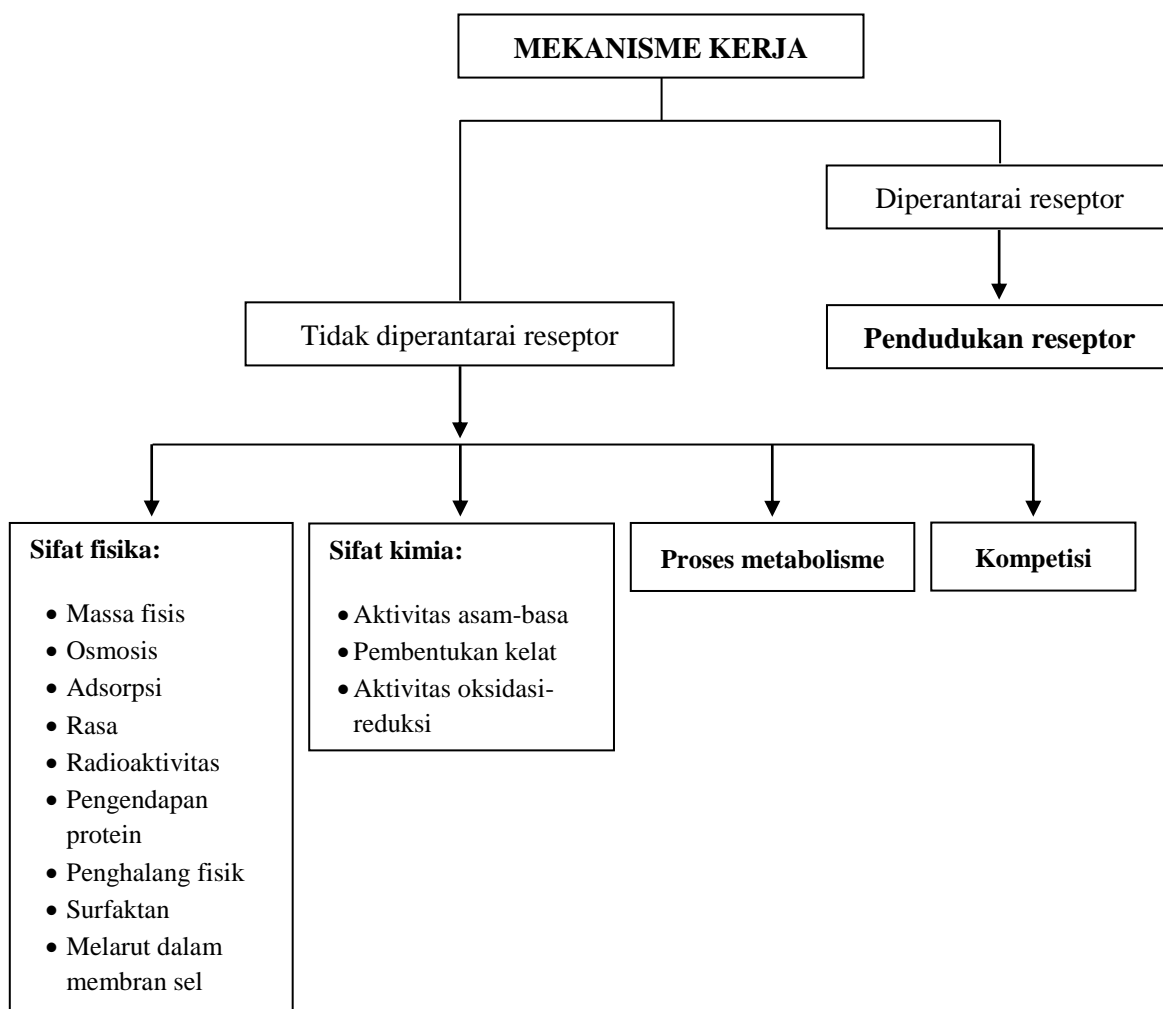 MEKANISME KERJA
Diperantarai reseptor
Tidak diperantarai reseptor
Pendudukan reseptor
Sifat fisika:
• Massa fisis
• Osmosis
• Adsorpsi
• Rasa
• Radioaktivitas
• Pengendapan
protein
• Penghalang fisik
• Surfaktan
• Melarut dalam
membran sel
Sifat kimia:
• Aktivitas asam-basa
• Pembentukan kelat
• Aktivitas oksidasi-
reduksi
Proses metabolisme
Kompetisi